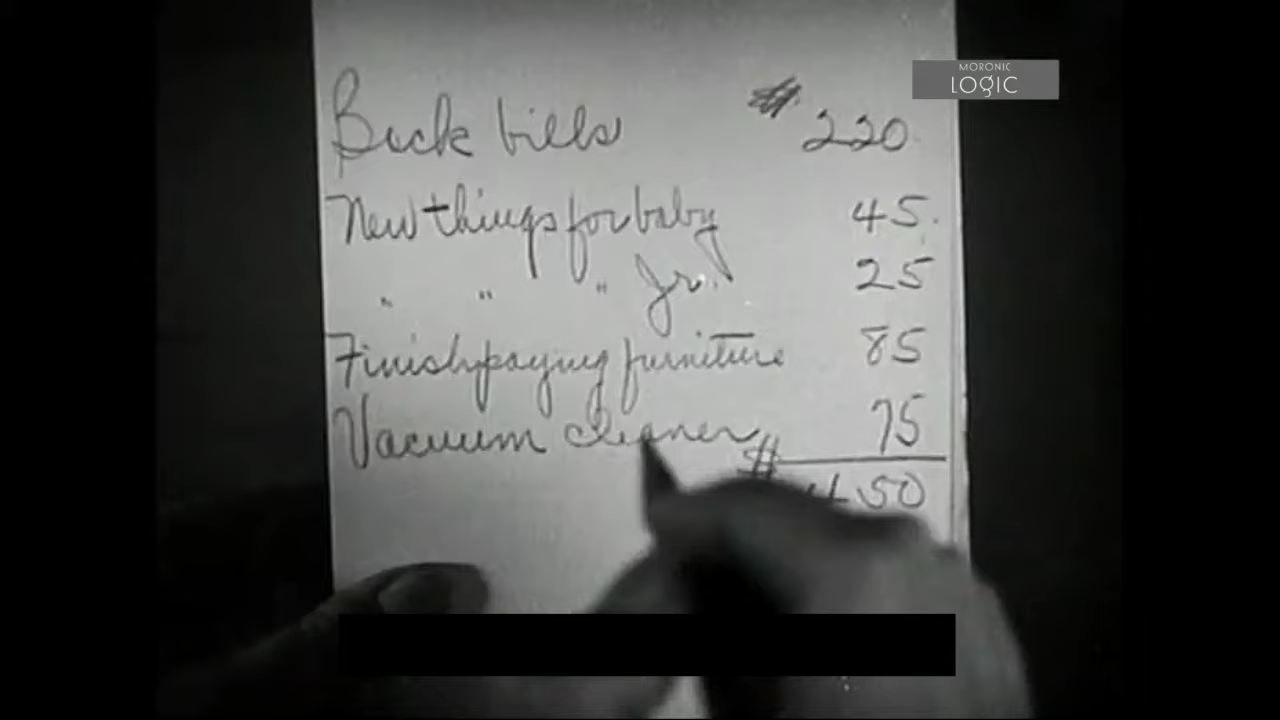 MORONIC
LOGIC
Back bills $ 220
New things for baby 45.
" " " Jr. 25
Finish paying furniture 85
Vacuum cleaner 75
$ 450